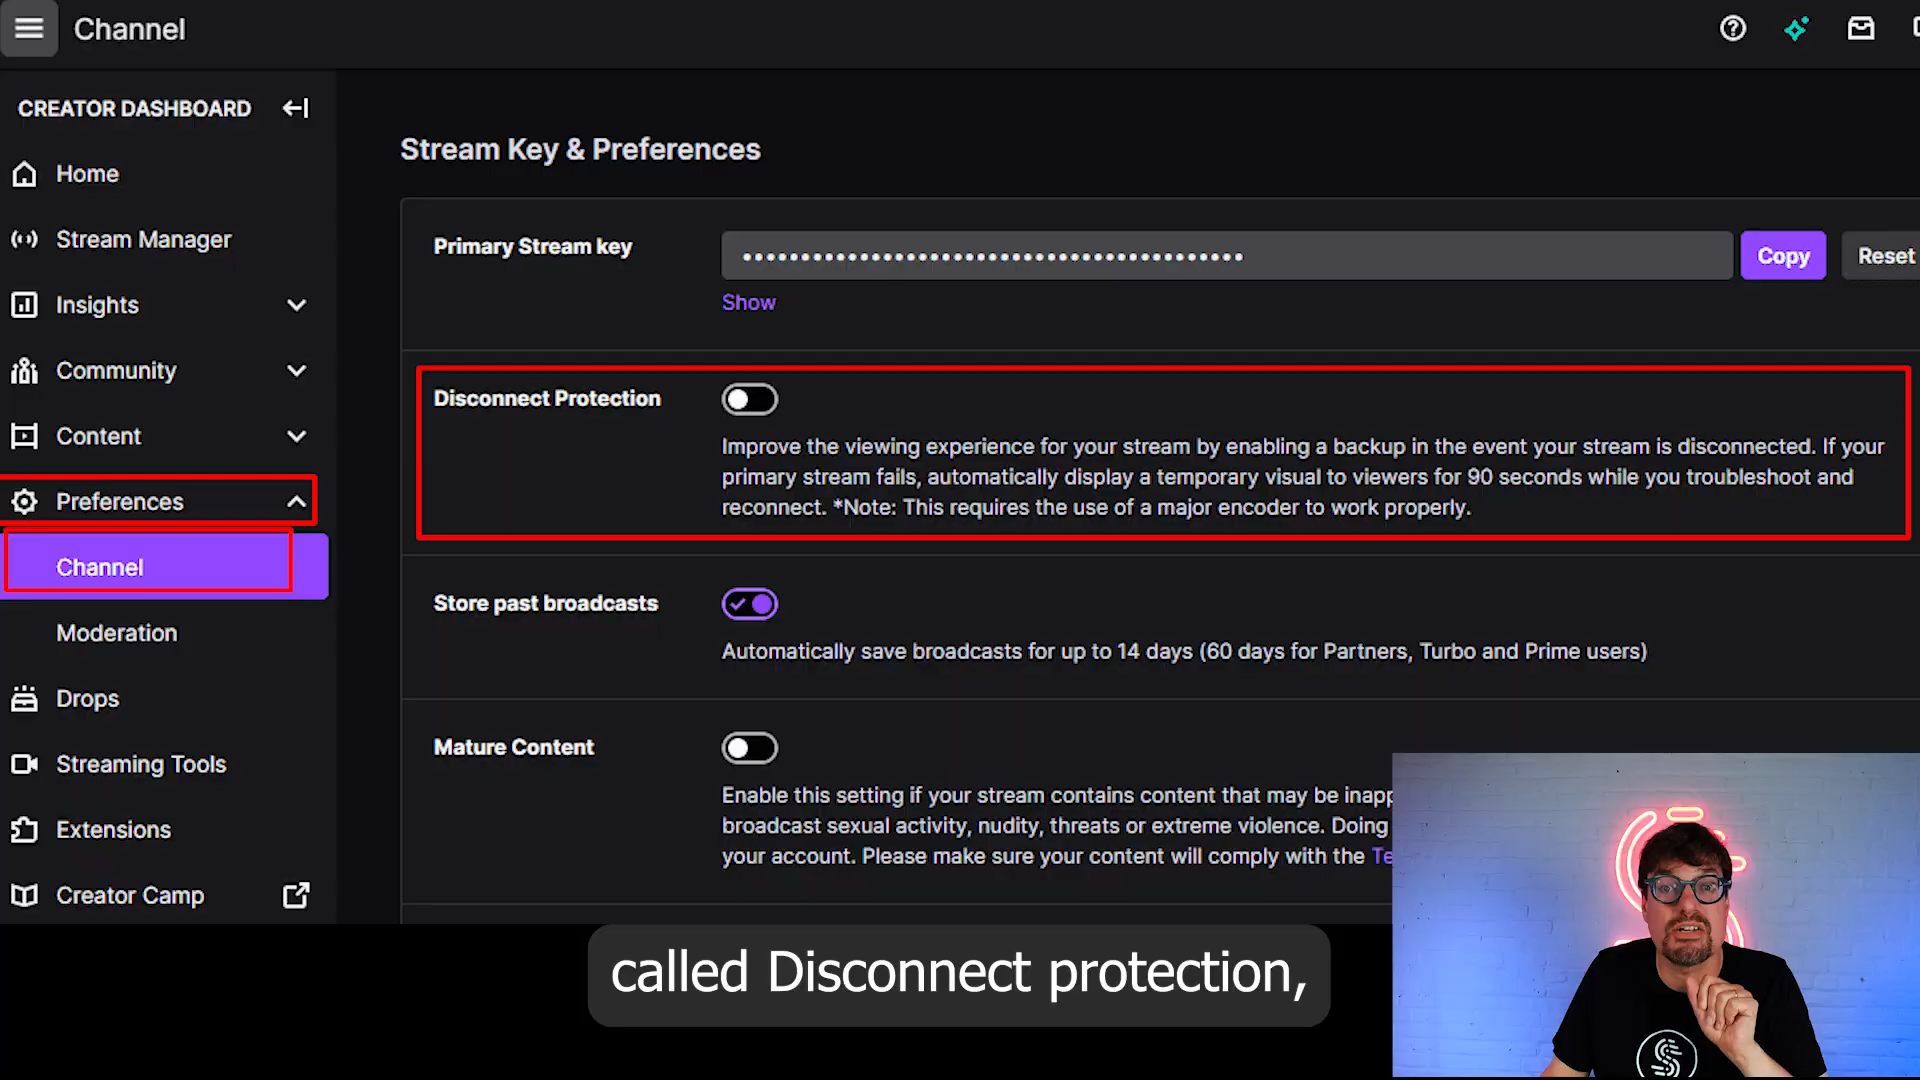 Channel
CREATOR DASHBOARD
Home
Stream Manager
Insights
Community
Content
Preferences
Channel
Moderation
Drops
Streaming Tools
Extensions
Creator Camp
Stream Key & Preferences
Primary Stream key
Copy
Reset
Show
Disconnect Protection
Improve the viewing experience for your stream by enabling a backup in the event your stream is disconnected. If your
primary stream fails, automatically display a temporary visual to viewers for 90 seconds while you troubleshoot and
reconnect. *Note: This requires the use of a major encoder to work properly.
Store past broadcasts
Automatically save broadcasts for up to 14 days (60 days for Partners, Turbo and Prime users)
Mature Content
Enable this setting if your stream contains content that may be inapp
broadcast sexual activity, nudity, threats or extreme violence. Doing
your account. Please make sure your content will comply with the Te
called Disconnect protection,